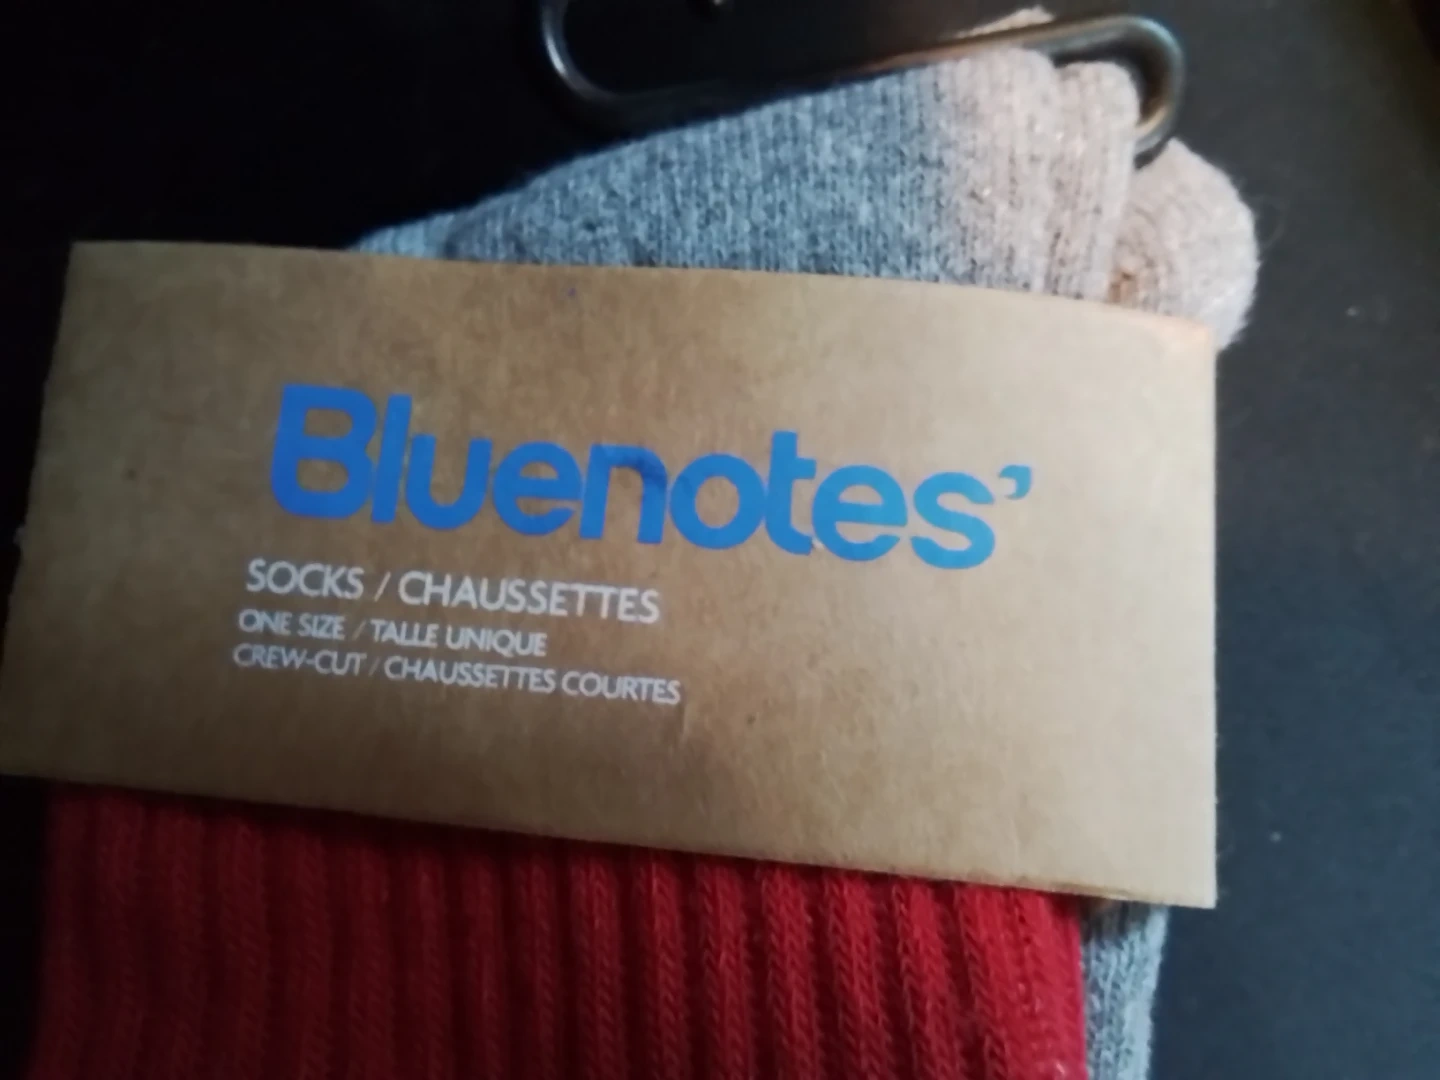 Bluenotes’
SOCKS / CHAUSSETTES
ONE SIZE / TALLE UNIQUE
CREW-CUT / CHAUSSETTES COURTES